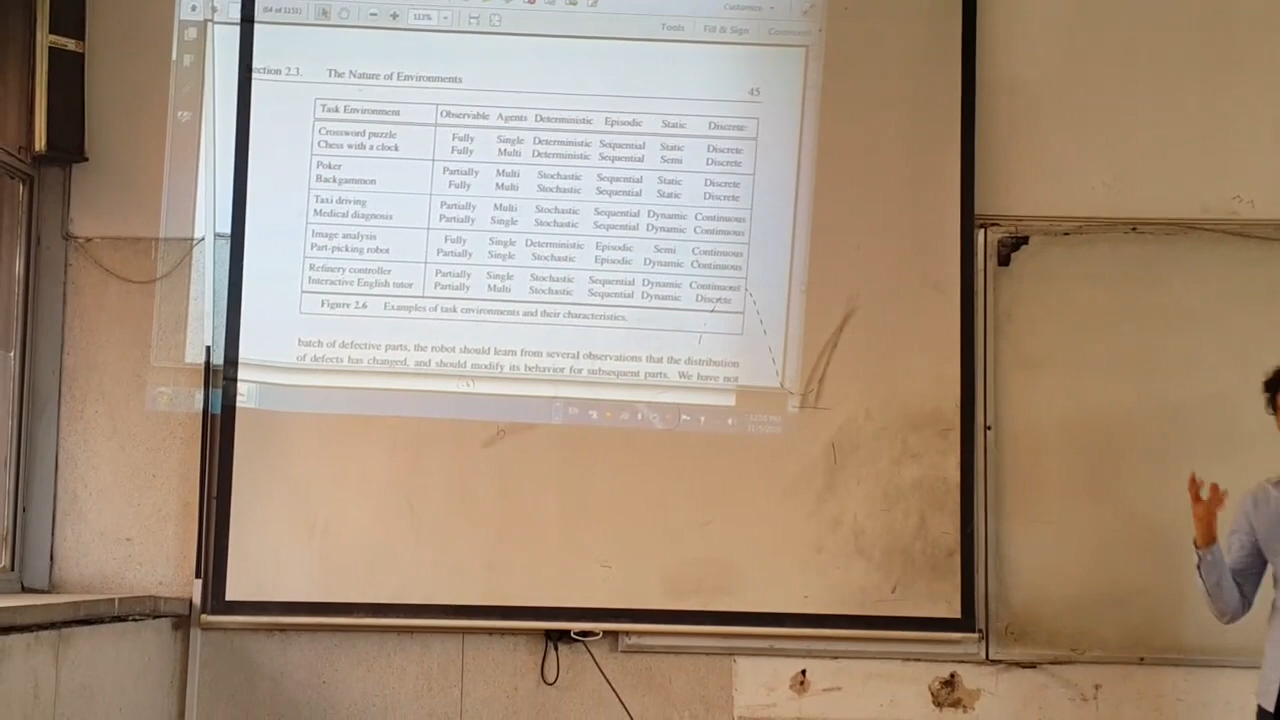 (64 of 1151)
113%
Customize
Tools
Fill & Sign
Comment
ection 2.3. The Nature of Environments
45
Task Environment Observable Agents Deterministic Episodic Static Discrete
Crossword puzzle Fully Single Deterministic Sequential Static Discrete
Chess with a clock Fully Multi Deterministic Sequential Semi Discrete
Poker Partially Multi Stochastic Sequential Static Discrete
Backgammon Fully Multi Stochastic Sequential Static Discrete
Taxi driving Partially Multi Stochastic Sequential Dynamic Continuous
Medical diagnosis Partially Single Stochastic Sequential Dynamic Continuous
Image analysis Fully Single Deterministic Episodic Semi Continuous
Part-picking robot Partially Single Stochastic Episodic Dynamic Continuous
Refinery controller Partially Single Stochastic Sequential Dynamic Continuous
Interactive English tutor Partially Multi Stochastic Sequential Dynamic Discrete
Figure 2.6 Examples of task environments and their characteristics.
batch of defective parts, the robot should learn from several observations that the distribution
of defects has changed, and should modify its behavior for subsequent parts. We have not
EN